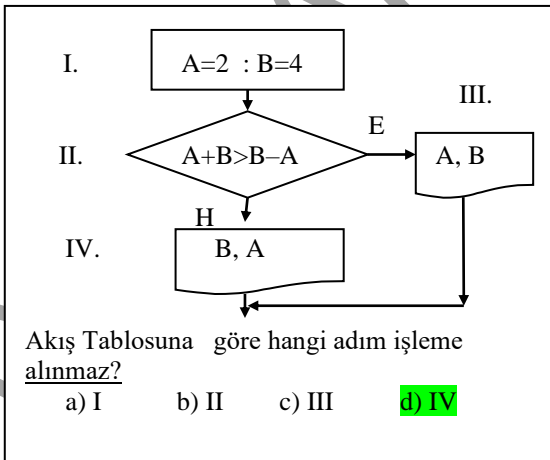 I. A=2 : B=4
III.
E
II. A+B>B–A A, B
H
IV. B, A
Akış Tablosuna göre hangi adım işleme
alınmaz?
a) I b) II c) III d) IV